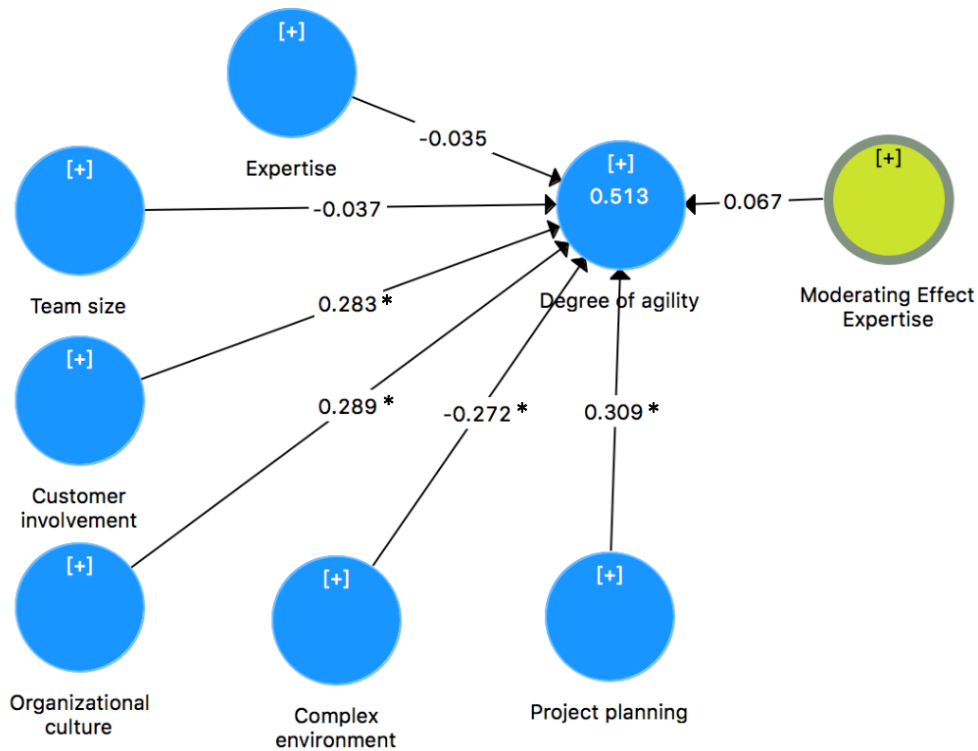 [+]
Expertise
-0.035
[+]
Team size
-0.037
[+]
0.513
Degree of agility
0.067
[+]
Moderating Effect
Expertise
[+]
Customer
involvement
0.283 *
[+]
Organizational
culture
0.289 *
[+]
Complex
environment
-0.272 *
[+]
Project planning
0.309 *